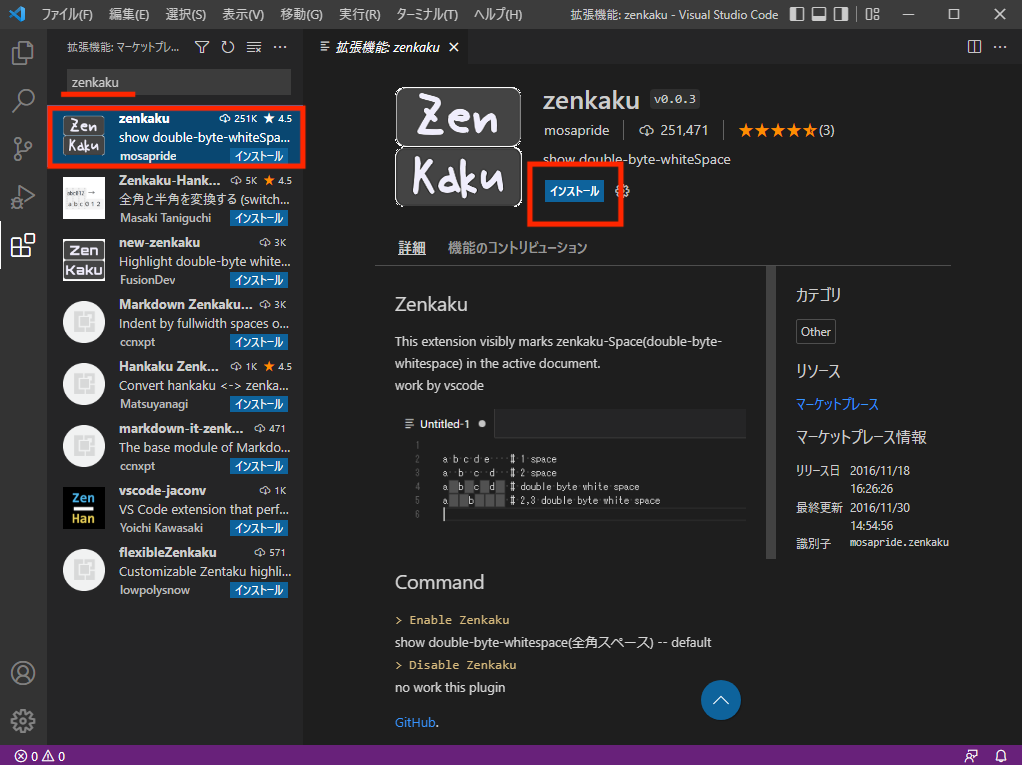 ファイル(F) 編集(E) 選択(S) 表示(V) 移動(G) 実行(R) ターミナル(T) ヘルプ(H) 拡張機能: zenkaku - Visual Studio Code
拡張機能: マーケットプレ...
zenkaku
zenkaku 251K 4.5
show double-byte-whiteSpa...
mosapride インストール
Zenkaku-Hank... 5K 4.5
全角と半角を変換する (switch...
Masaki Taniguchi インストール
new-zenkaku 3K
Highlight double-byte white...
FusionDev インストール
Markdown Zenkaku... 3K
Indent by fullwidth spaces o...
ccnxpt インストール
Hankaku Zenk... 1K 4.5
Convert hankaku <-> zenka...
Matsuyanagi インストール
markdown-it-zenk... 471
The base module of Markdo...
ccnxpt インストール
Zen
Han
vscode-jaconv 1K
VS Code extension that perf...
Yoichi Kawasaki インストール
flexibleZenkaku 571
Customizable Zentaku highli...
lowpolysnow インストール
拡張機能: zenkaku
Zen
Kaku
zenkaku v0.0.3
mosapride 251,471 (3)
show double-byte-whiteSpace
インストール
詳細 機能のコントリビューション
Zenkaku
This extension visibly marks zenkaku-Space(double-byte-
whitespace) in the active document.
work by vscode
Untitled-1
1
2 a b c d e # 1 space
3 a b c d # 2 space
4 a b c d # double byte white space
5 a b # 2,3 double byte white space
6
Command
> Enable Zenkaku
show double-byte-whitespace(全角スペース) -- default
> Disable Zenkaku
no work this plugin
GitHub.
カテゴリ
Other
リソース
マーケットプレース
マーケットプレース情報
リリース日 2016/11/18
16:26:26
最終更新 2016/11/30
14:54:56
識別子 mosapride.zenkaku
0 0